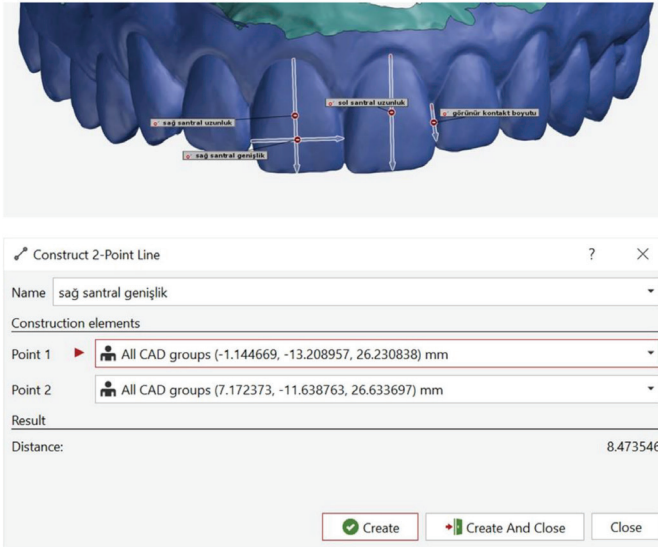 sol santral uzunluk
görünür kontakt boyutu
sağ santral uzunluk
sağ santral genişlik
Construct 2-Point Line ?
Name sağ santral genişlik
Construction elements
Point 1 All CAD groups (-1.144669, -13.208957, 26.230838) mm
Point 2 All CAD groups (7.172373, -11.638763, 26.633697) mm
Result
Distance: 8.473546
Create Create And Close Close